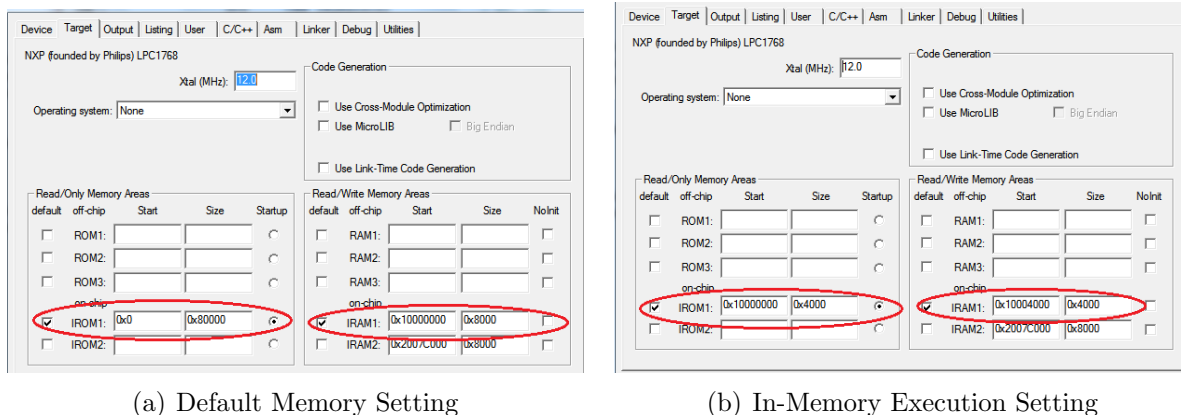 Device Target Output Listing User C/C++ Asm Linker Debug Utilities
NXP (founded by Philips) LPC1768
Xtal (MHz): 12.0
Operating system: None
Code Generation
Use Cross-Module Optimization
Use MicroLIB Big Endian
Use Link-Time Code Generation
Read/Only Memory Areas
default off-chip Start Size Startup
ROM1:
ROM2:
ROM3:
on-chip
IROM1: 0x0 0x80000
IROM2:
Read/Write Memory Areas
default off-chip Start Size NoInit
RAM1:
RAM2:
RAM3:
on-chip
IRAM1: 0x10000000 0x8000
IRAM2: 0x2007C000 0x8000
(a) Default Memory Setting
Device Target Output Listing User C/C++ Asm Linker Debug Utilities
NXP (founded by Philips) LPC1768
Xtal (MHz): 12.0
Operating system: None
Code Generation
Use Cross-Module Optimization
Use MicroLIB Big Endian
Use Link-Time Code Generation
Read/Only Memory Areas
default off-chip Start Size Startup
ROM1:
ROM2:
ROM3:
on-chip
IROM1: 0x10000000 0x4000
IROM2:
Read/Write Memory Areas
default off-chip Start Size NoInit
RAM1:
RAM2:
RAM3:
on-chip
IRAM1: 0x10004000 0x4000
IRAM2: 0x2007C000 0x8000
(b) In-Memory Execution Setting